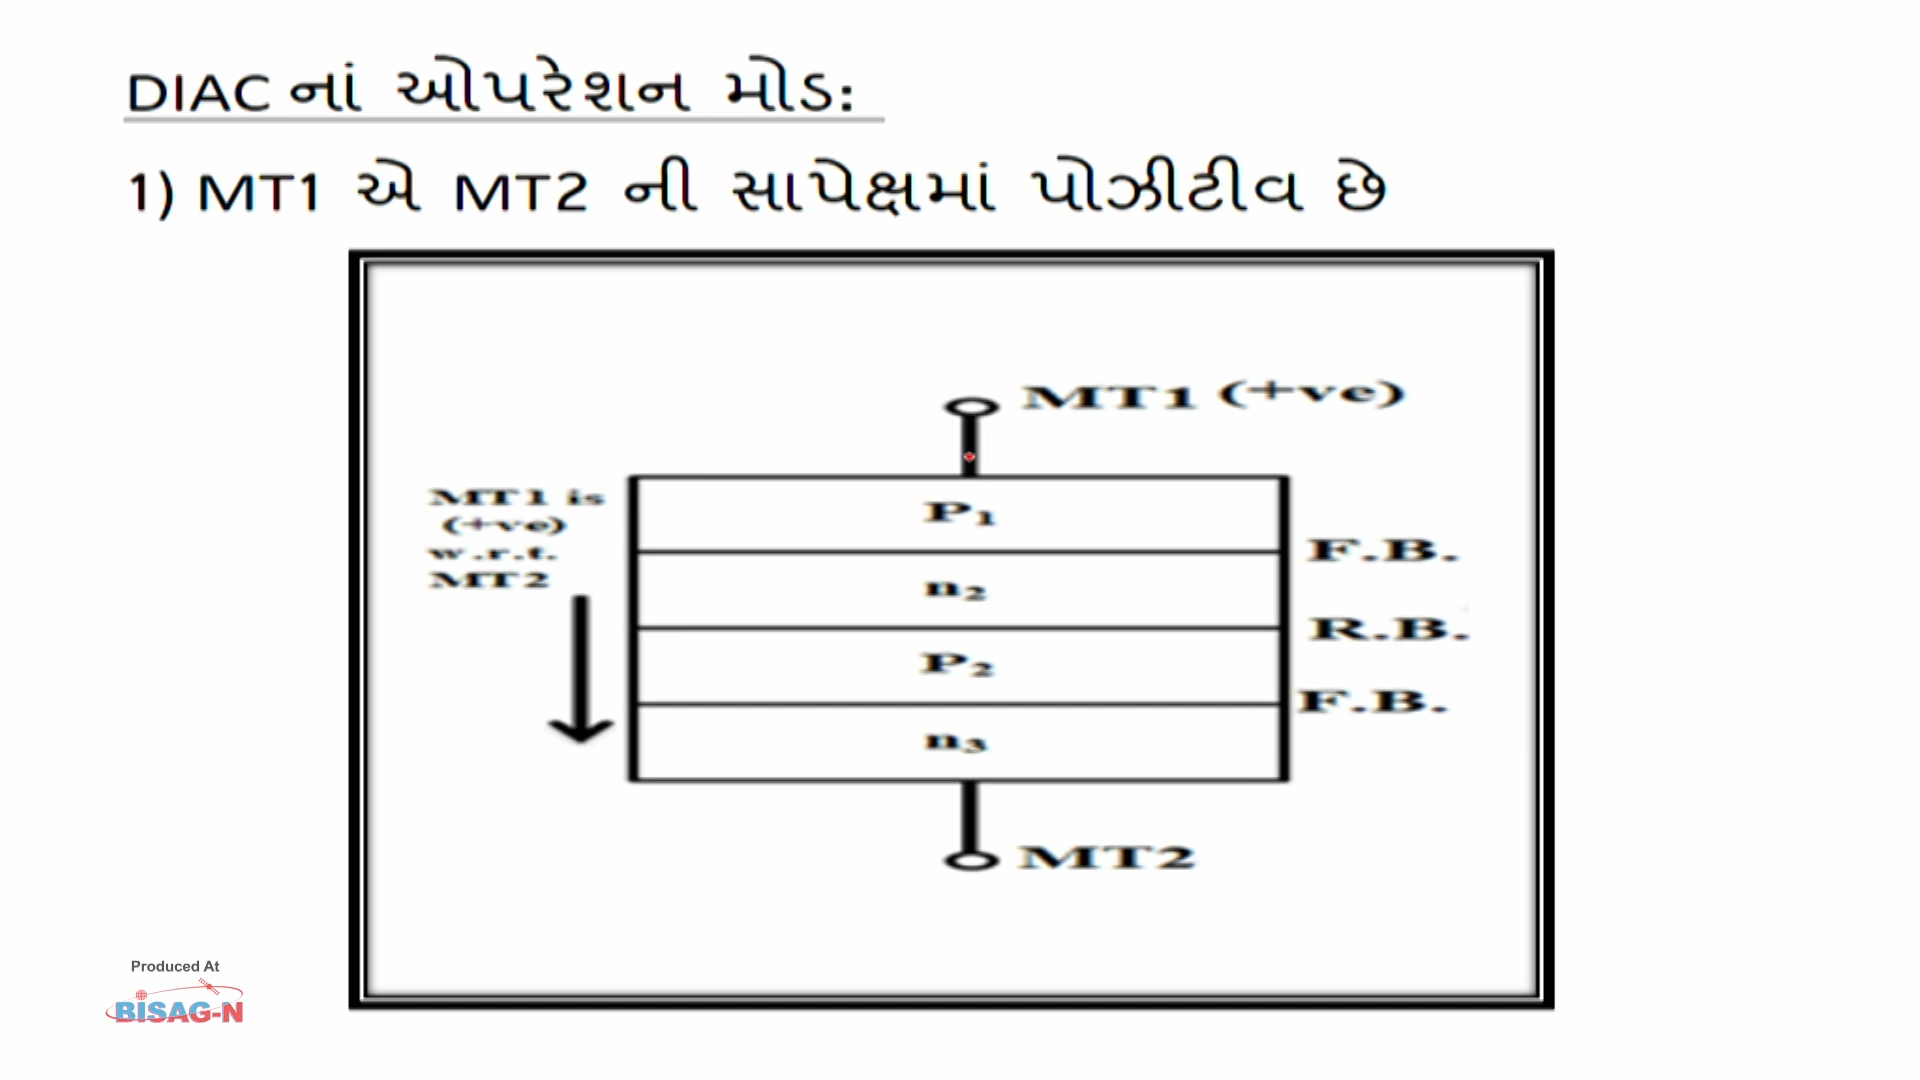 DIAC નાં ઓપરેશન મોડ:
1) MT1 એ MT2 ની સાપેક્ષમાં પોઝીટીવ છે
MT1 (+ve)
MT1 is
(+ve)
w.r.t.
MT2
P1
F.B.
n2
R.B.
P2
F.B.
n3
MT2
Produced At
BISAG-N